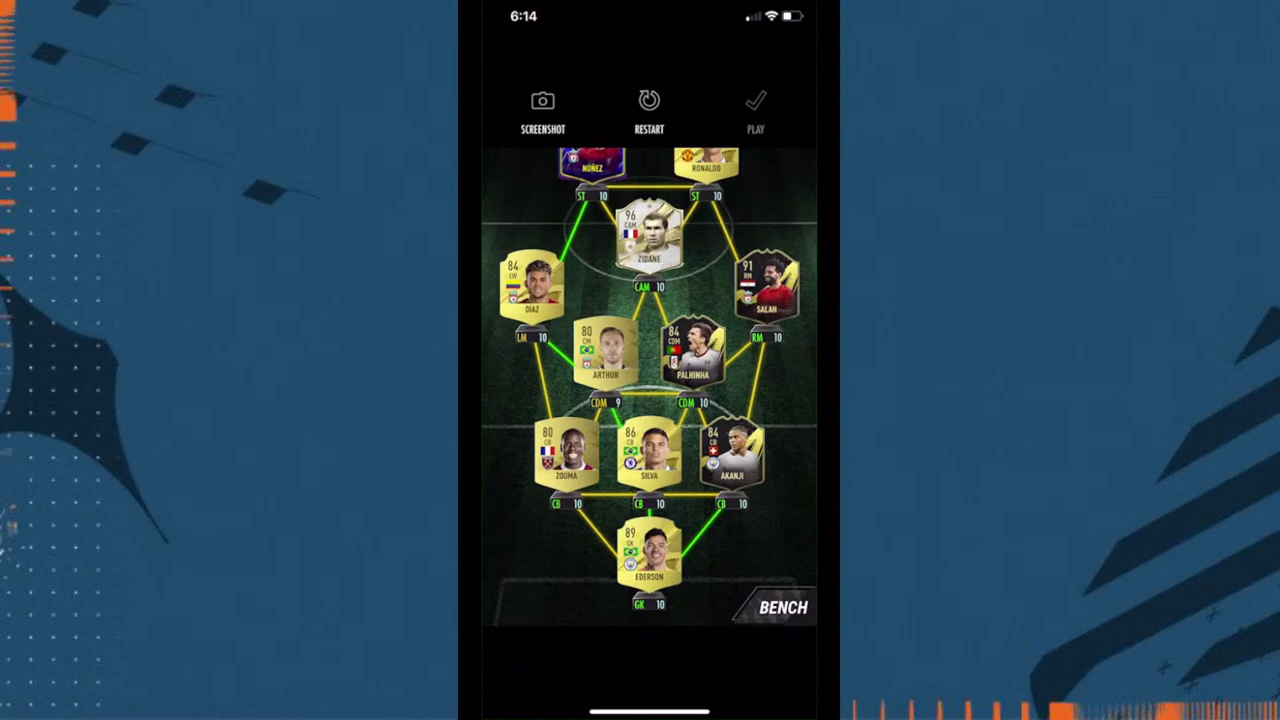 6:14
SCREENSHOT RESTART PLAY
NÚÑEZ RONALDO
ST 10 ST 10
96
CAM
ZIDANE
CAM 10
84
LW
DÍAZ
LM 10
91
RM
SALAH
RM 10
80
CM
ARTHUR
CDM 9
84
CDM
PALHINHA
CDM 10
80
CB
ZOUMA
CB 10
86
CB
SILVA
CB 10
84
CB
AKANJI
CB 10
89
GK
EDERSON
GK 10
BENCH